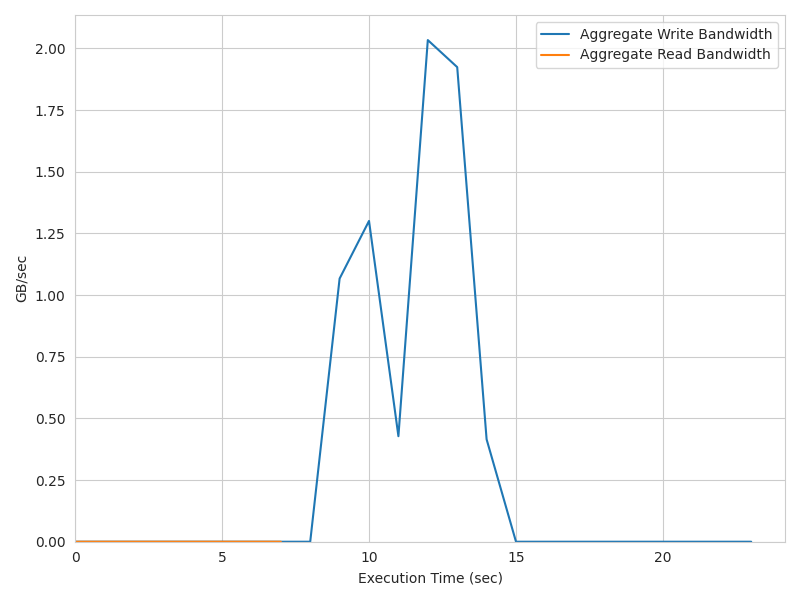 Aggregate Write Bandwidth
Aggregate Read Bandwidth
2.00
1.75
1.50
1.25
1.00
0.75
0.50
0.25
0.00
GB/sec
0 5 10 15 20
Execution Time (sec)